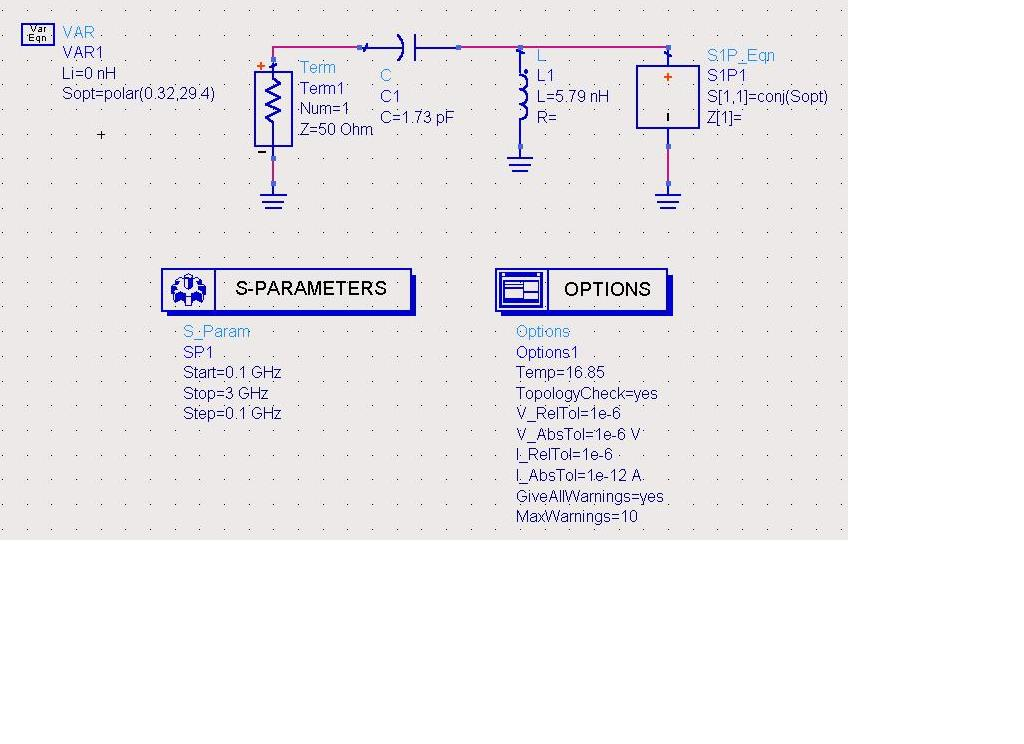 Var
Eqn
VAR
VAR1
Li=0 nH
Sopt=polar(0.32,29.4)
Term
Term1
Num=1
Z=50 Ohm
C
C1
C=1.73 pF
L
L1
L=5.79 nH
R=
S1P_Eqn
S1P1
S[1,1]=conj(Sopt)
Z[1]=
S-PARAMETERS
S_Param
SP1
Start=0.1 GHz
Stop=3 GHz
Step=0.1 GHz
OPTIONS
Options
Options1
Temp=16.85
TopologyCheck=yes
V_RelTol=1e-6
V_AbsTol=1e-6 V
I_RelTol=1e-6
I_AbsTol=1e-12 A
GiveAllWarnings=yes
MaxWarnings=10